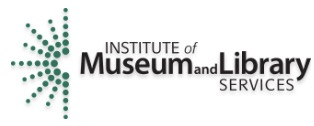 INSTITUTE of
Museum and Library
SERVICES